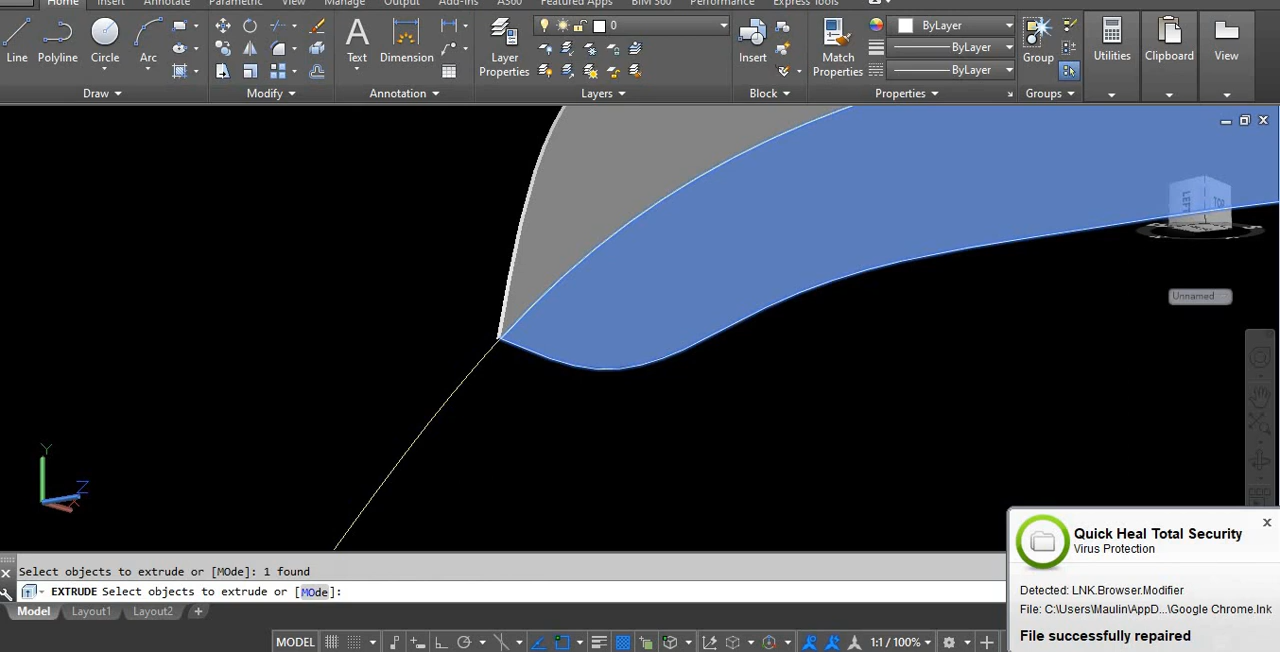 Home Insert Annotate Parametric View Manage Output Add-ins A360 Featured Apps BIM 360 Performance Express Tools
Line Polyline Circle Arc
Text Dimension
Layer
Properties
0
Insert
Match
Properties
ByLayer
ByLayer
ByLayer
Group
Utilities Clipboard View
Draw Modify Annotation Layers Block Properties Groups
LEFT TOP
Unnamed
Y
Z
X
Quick Heal Total Security
Virus Protection
Detected: LNK.Browser.Modifier
File: C:\Users\Maulin\AppD...\Google Chrome.lnk
File successfully repaired
Select objects to extrude or [MOde]: 1 found
EXTRUDE Select objects to extrude or [MOde]:
Model Layout1 Layout2 +
MODEL 1:1 / 100%